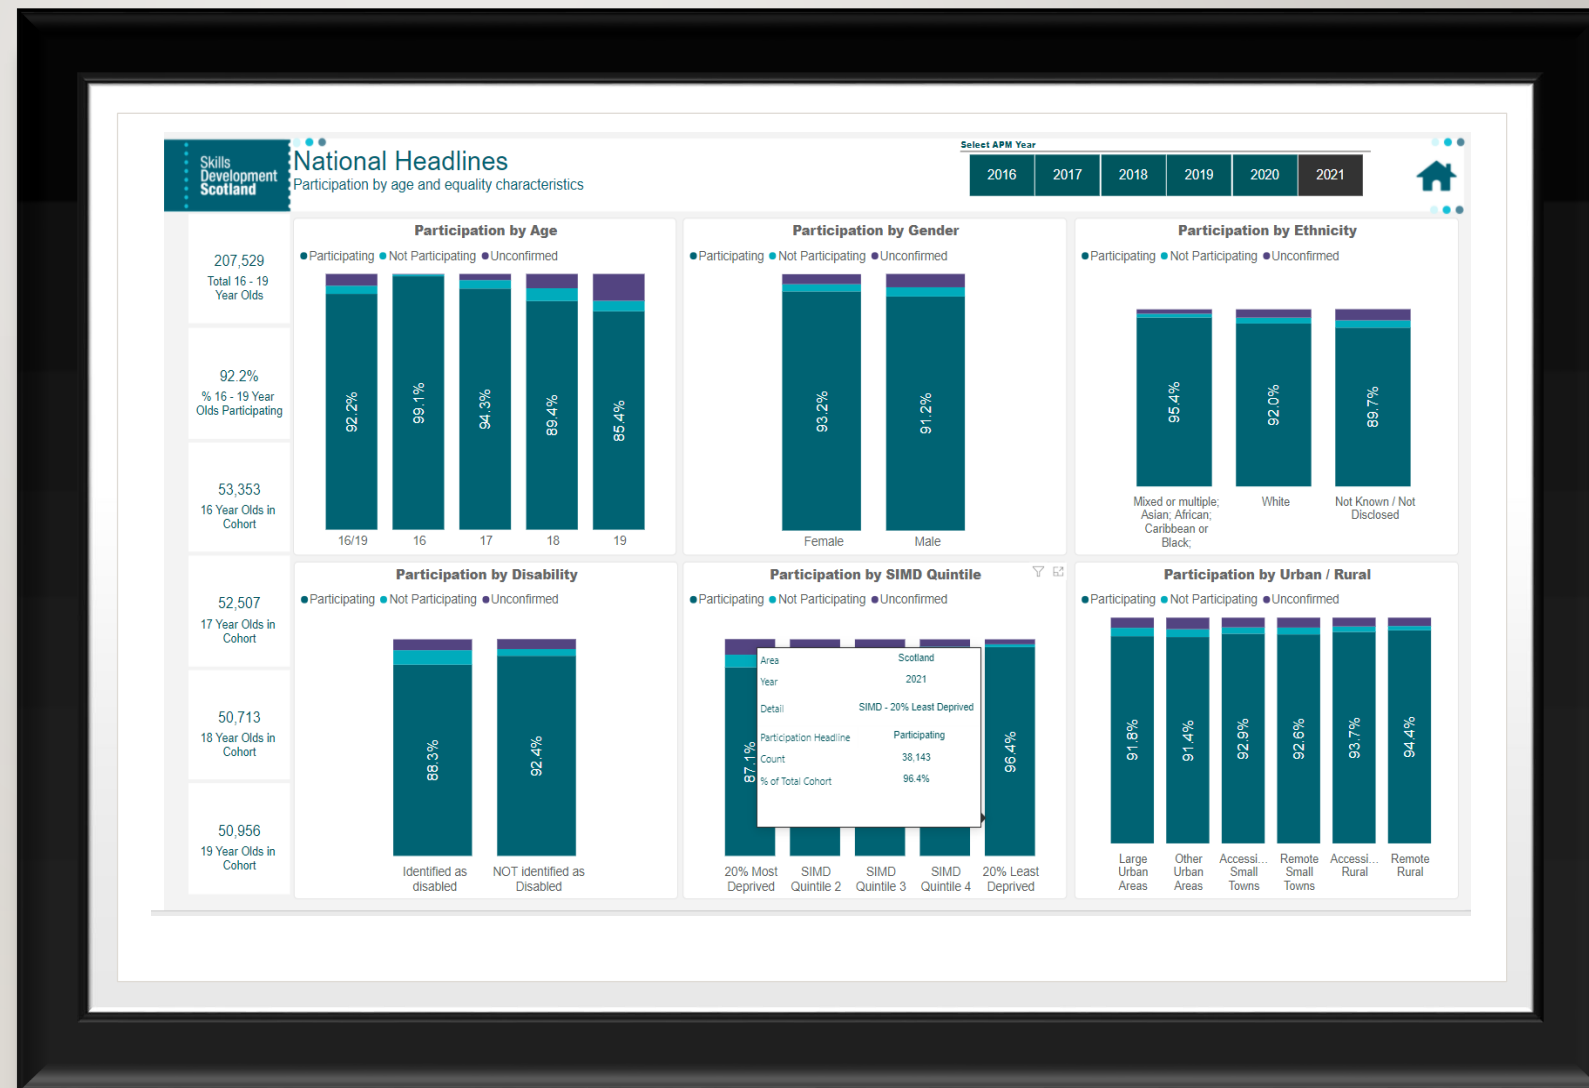 Skills
Development
Scotland
National Headlines
Participation by age and equality characteristics
Select APM Year
2016 2017 2018 2019 2020 2021
207,529
Total 16 - 19
Year Olds
92.2%
% 16 - 19 Year
Olds Participating
53,353
16 Year Olds in
Cohort
52,507
17 Year Olds in
Cohort
50,713
18 Year Olds in
Cohort
50,956
19 Year Olds in
Cohort
Participation by Age
Participating Not Participating Unconfirmed
92.2% 99.1% 94.3% 89.4% 85.4%
16/19 16 17 18 19
Participation by Gender
Participating Not Participating Unconfirmed
93.2% 91.2%
Female Male
Participation by Ethnicity
Participating Not Participating Unconfirmed
95.4% 92.0% 89.7%
Mixed or multiple;
Asian; African;
Caribbean or
Black;
White
Not Known / Not
Disclosed
Participation by Disability
Participating Not Participating Unconfirmed
88.3% 92.4%
Identified as
disabled
NOT identified as
Disabled
Participation by SIMD Quintile
Participating Not Participating Unconfirmed
87.1% 96.4%
Area Scotland
Year 2021
Detail SIMD - 20% Least Deprived
Participation Headline Participating
Count 38,143
% of Total Cohort 96.4%
20% Most
Deprived
SIMD
Quintile 2
SIMD
Quintile 3
SIMD
Quintile 4
20% Least
Deprived
Participation by Urban / Rural
Participating Not Participating Unconfirmed
91.8% 91.4% 92.9% 92.6% 93.7% 94.4%
Large
Urban
Areas
Other
Urban
Areas
Accessi...
Small
Towns
Remote
Small
Towns
Accessi...
Rural
Remote
Rural